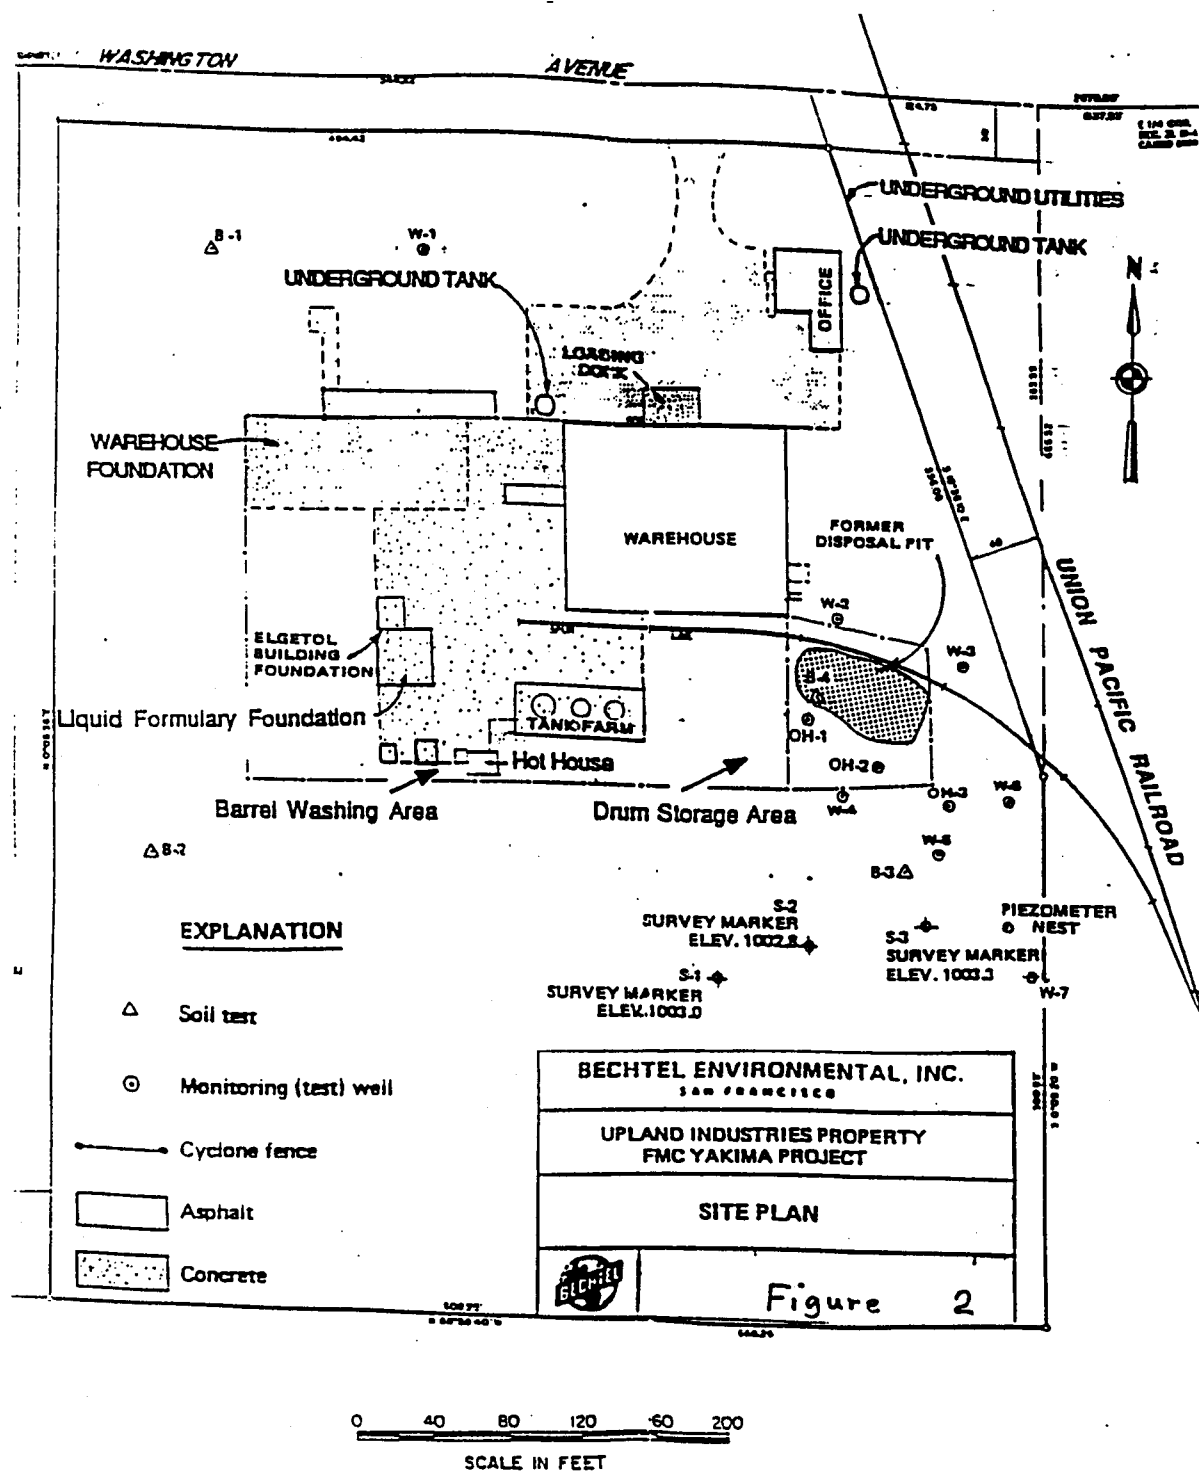 WASHINGTON AVENUE
UNDERGROUND UTILITIES
B-1
W-1
UNDERGROUND TANK
UNDERGROUND TANK
OFFICE
N
LOADING
DOCK
WAREHOUSE
FOUNDATION
WAREHOUSE
FORMER
DISPOSAL PIT
60
UNION PACIFIC RAILROAD
W-2
W-3
ELGETOL
BUILDING
FOUNDATION
Liquid Formulary Foundation
TANK FARM
OH-1
Hot House
OH-2
Barrel Washing Area
Drum Storage Area
W-4
OH-3
B-2
B-3
EXPLANATION
S-2
SURVEY MARKER
ELEV. 1002.8
PIEZOMETER
NEST
S-3
SURVEY MARKER
ELEV. 1003.3
S-1
SURVEY MARKER
ELEV. 1003.0
W-7
Soil test
Monitoring (test) well
Cyclone fence
Asphalt
Concrete
BECHTEL ENVIRONMENTAL, INC.
SAN FRANCISCO
UPLAND INDUSTRIES PROPERTY
FMC YAKIMA PROJECT
SITE PLAN
BECHTEL
Figure 2
0 40 80 120 160 200
SCALE IN FEET